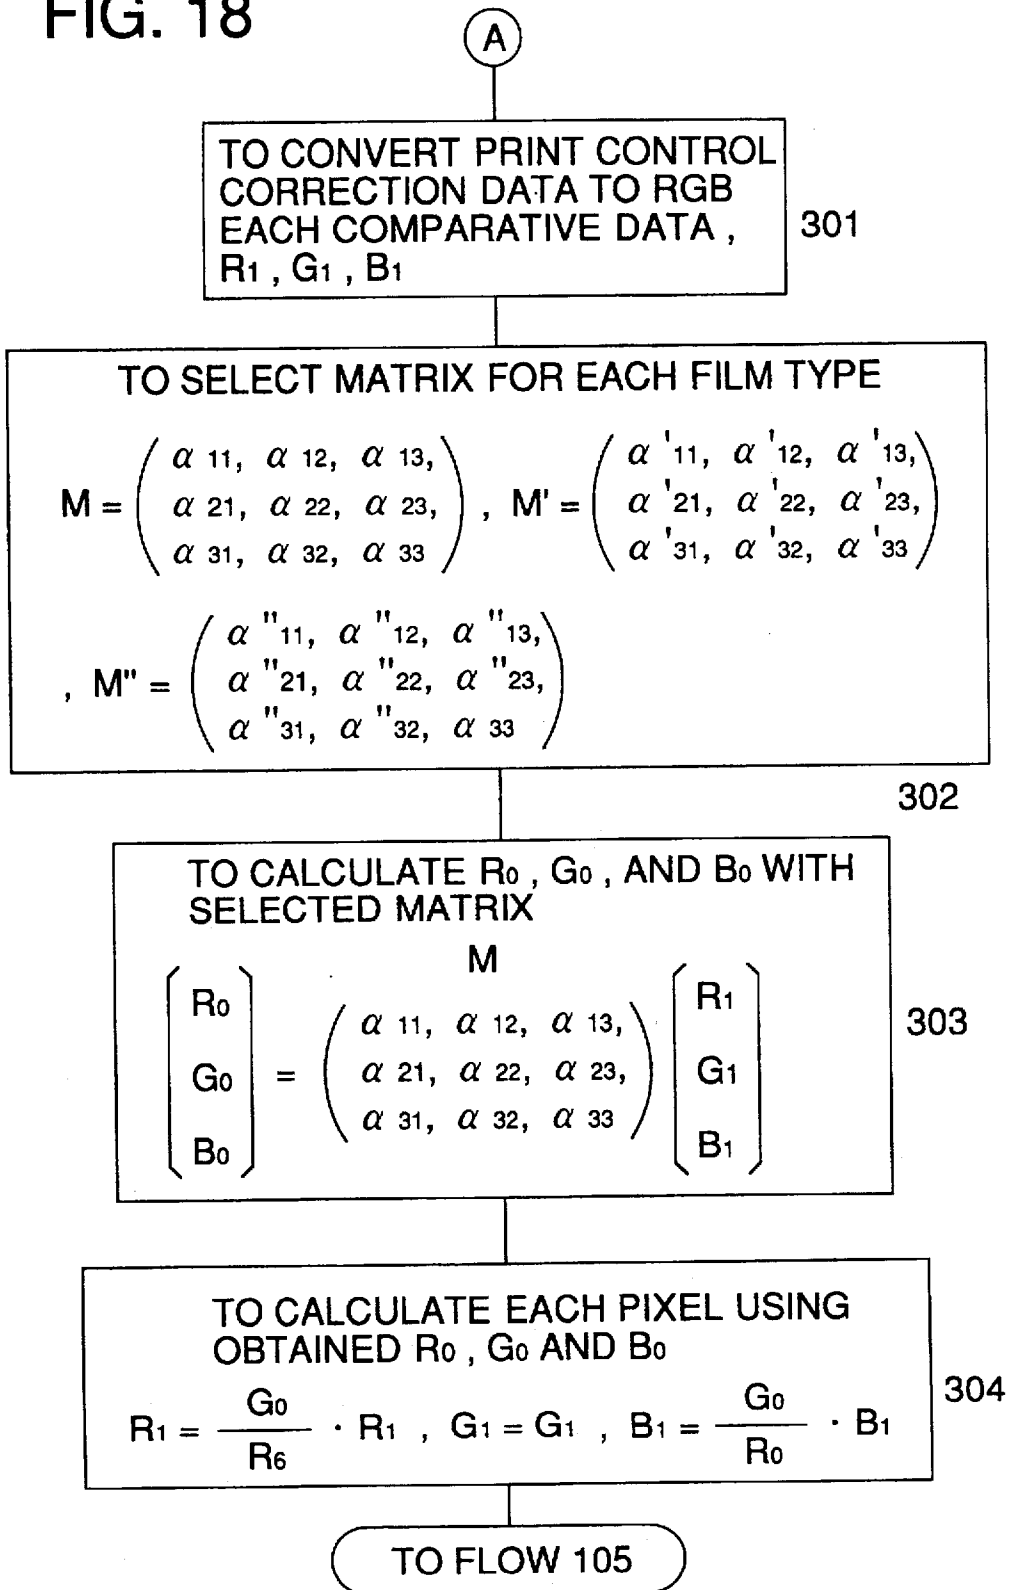 FIG. 18
A
TO CONVERT PRINT CONTROL
CORRECTION DATA TO RGB
EACH COMPARATIVE DATA ,
R1 , G1 , B1
301
TO SELECT MATRIX FOR EACH FILM TYPE
α 11, α 12, α 13,
M = α 21, α 22, α 23, , M' =
α 31, α 32, α 33
α '11, α '12, α '13,
α '21, α '22, α '23,
α '31, α '32, α '33
α "11, α "12, α "13,
, M" = α "21, α "22, α "23,
α "31, α "32, α 33
302
TO CALCULATE R0 , G0 , AND B0 WITH
SELECTED MATRIX
M
R0
G0
B0
=
α 11, α 12, α 13,
α 21, α 22, α 23,
α 31, α 32, α 33
R1
G1
B1
303
TO CALCULATE EACH PIXEL USING
OBTAINED R0 , G0 AND B0
R1 = G0 / R6 · R1 , G1 = G1 , B1 = G0 / R0 · B1
304
TO FLOW 105